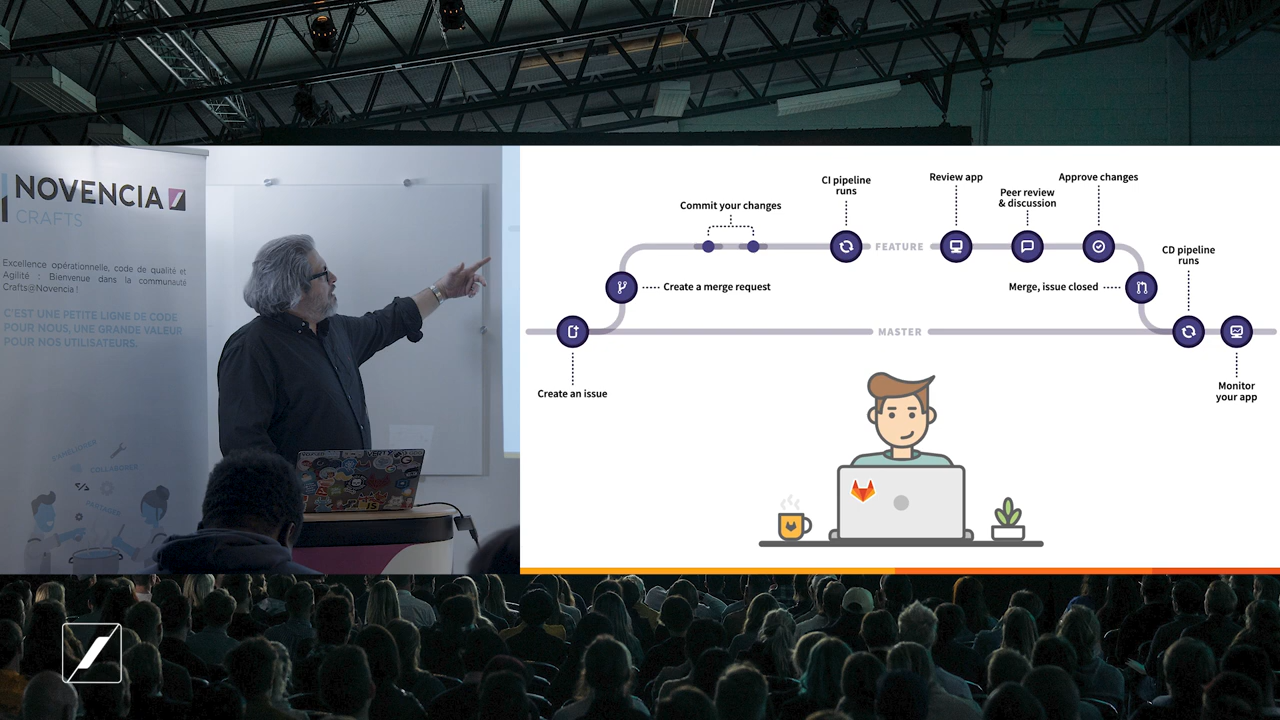 NOVENCIA
CRAFTS
Excellence opérationnelle, code de qualité et
Agilité : Bienvenue dans la communauté
Crafts@Novencia !
C'EST UNE PETITE LIGNE DE CODE
POUR NOUS, UNE GRANDE VALEUR
POUR NOS UTILISATEURS.
COLLABORER
CI pipeline
runs
Review app
Approve changes
Peer review
& discussion
Commit your changes
FEATURE
CD pipeline
runs
Create a merge request
Merge, issue closed
MASTER
Create an issue
Monitor
your app